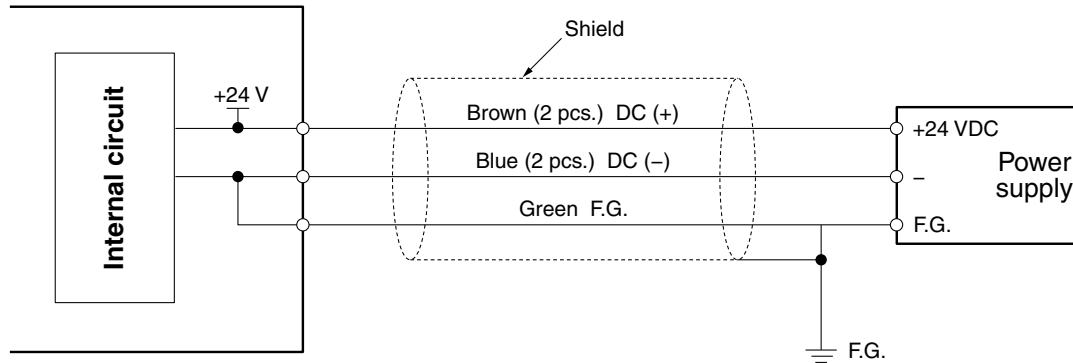 Shield
+24 V
Internal circuit
Brown (2 pcs.) DC (+)
Blue (2 pcs.) DC (−)
Green F.G.
+24 VDC
−
F.G.
Power
supply
F.G.